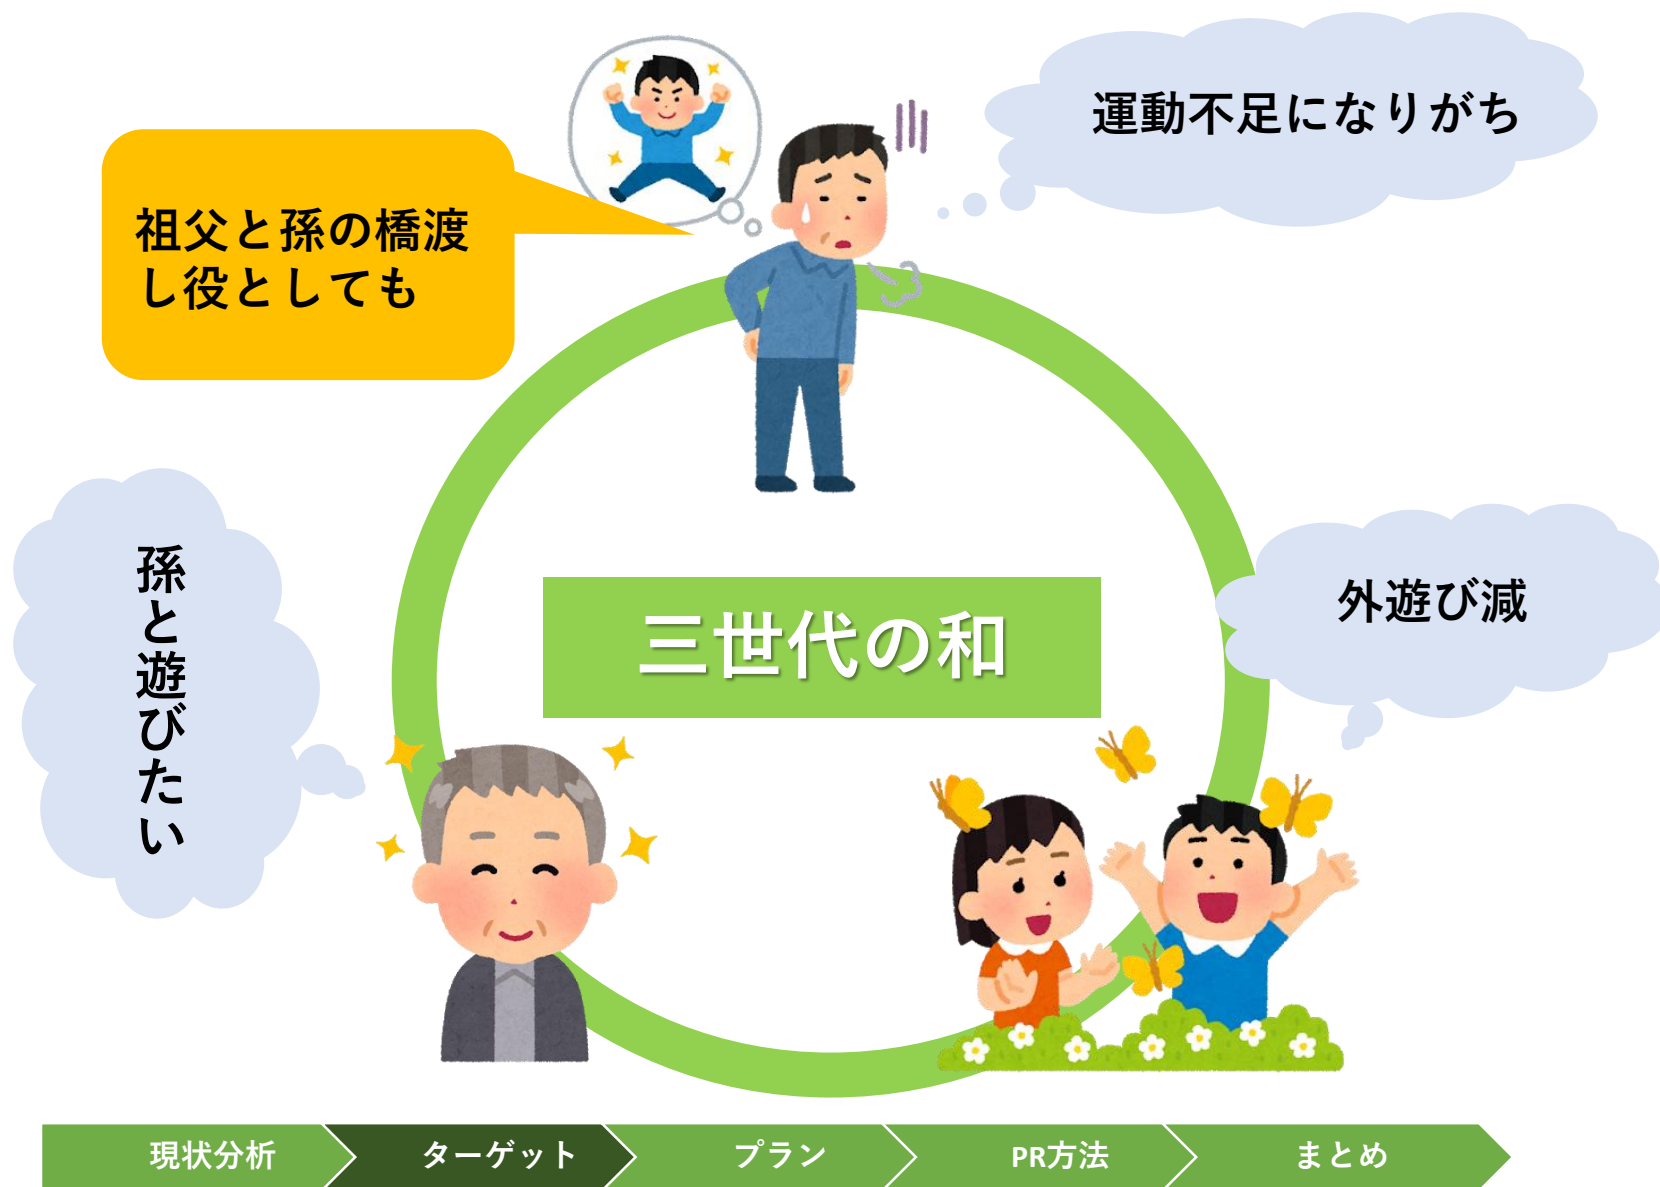 運動不足になりがち
祖父と孫の橋渡
し役としても
孫と遊びたい
三世代の和
外遊び減
現状分析
ターゲット
プラン
PR方法
まとめ